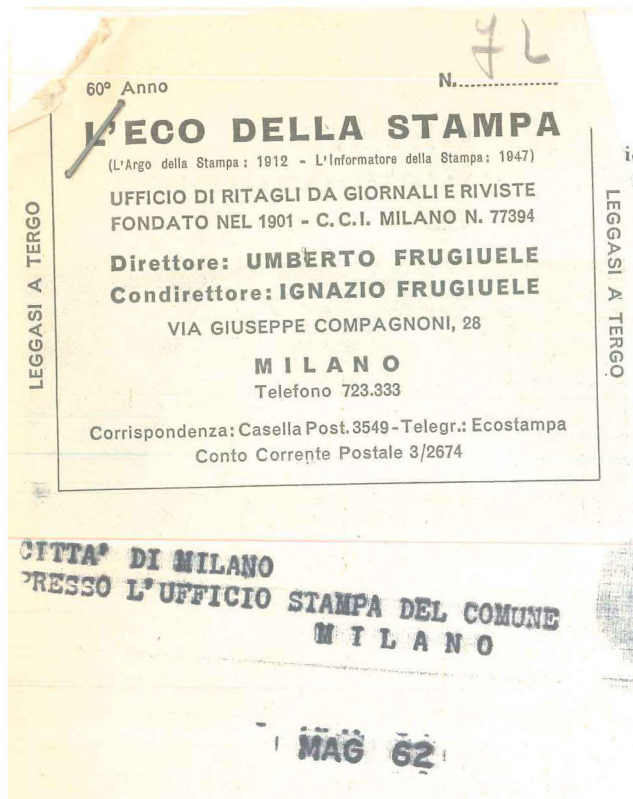 60° Anno
N.
7L
L'ECO DELLA STAMPA
(L'Argo della Stampa: 1912 - L'Informatore della Stampa: 1947)
UFFICIO DI RITAGLI DA GIORNALI E RIVISTE
FONDATO NEL 1901 - C.C.I. MILANO N. 77394
Direttore: UMBERTO FRUGIUELE
Condirettore: IGNAZIO FRUGIUELE
VIA GIUSEPPE COMPAGNONI, 28
MILANO
Telefono 723.333
Corrispondenza: Casella Post. 3549 - Telegr.: Ecostampa
Conto Corrente Postale 3/2674
LEGGASI A TERGO
LEGGASI A TERGO
CITTA' DI MILANO
PRESSO L'UFFICIO STAMPA DEL COMUNE
MILANO
MAG 62